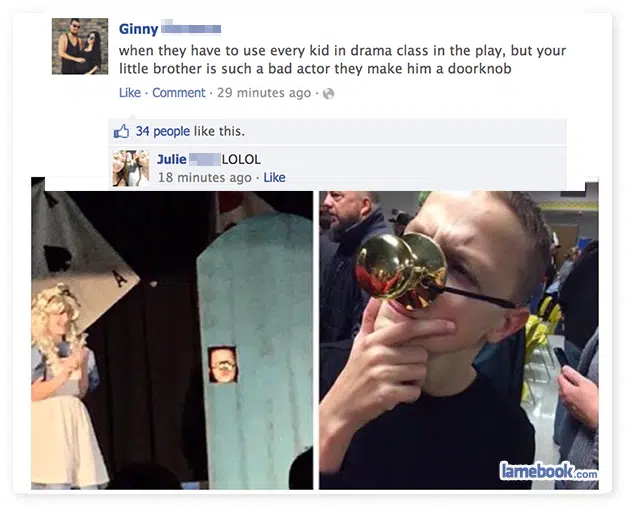 Ginny
when they have to use every kid in drama class in the play, but your
little brother is such a bad actor they make him a doorknob
Like · Comment · 29 minutes ago ·
34 people like this.
Julie LOLOL
18 minutes ago · Like
A
lamebook.com